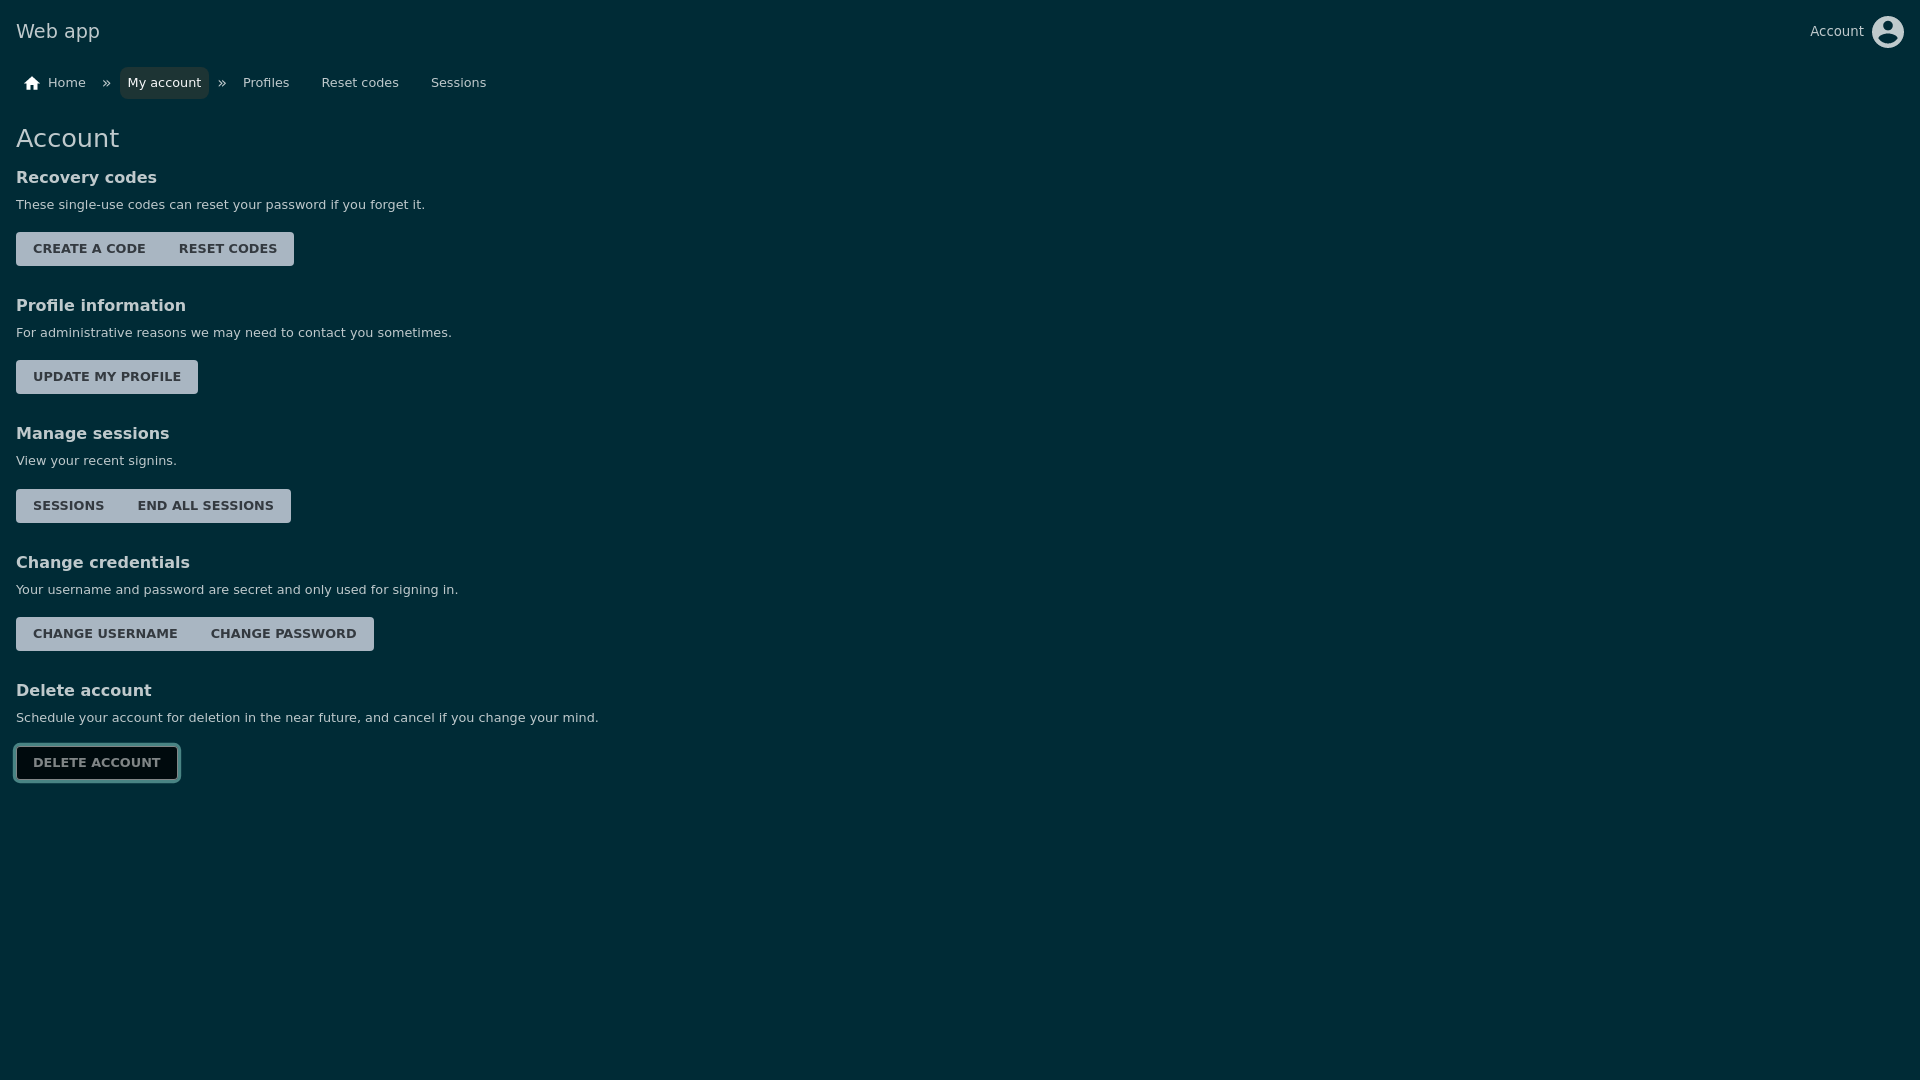 Web app
Account
Home » My account » Profiles Reset codes Sessions
Account
Recovery codes
These single-use codes can reset your password if you forget it.
CREATE A CODE RESET CODES
Profile information
For administrative reasons we may need to contact you sometimes.
UPDATE MY PROFILE
Manage sessions
View your recent signins.
SESSIONS END ALL SESSIONS
Change credentials
Your username and password are secret and only used for signing in.
CHANGE USERNAME CHANGE PASSWORD
Delete account
Schedule your account for deletion in the near future, and cancel if you change your mind.
DELETE ACCOUNT